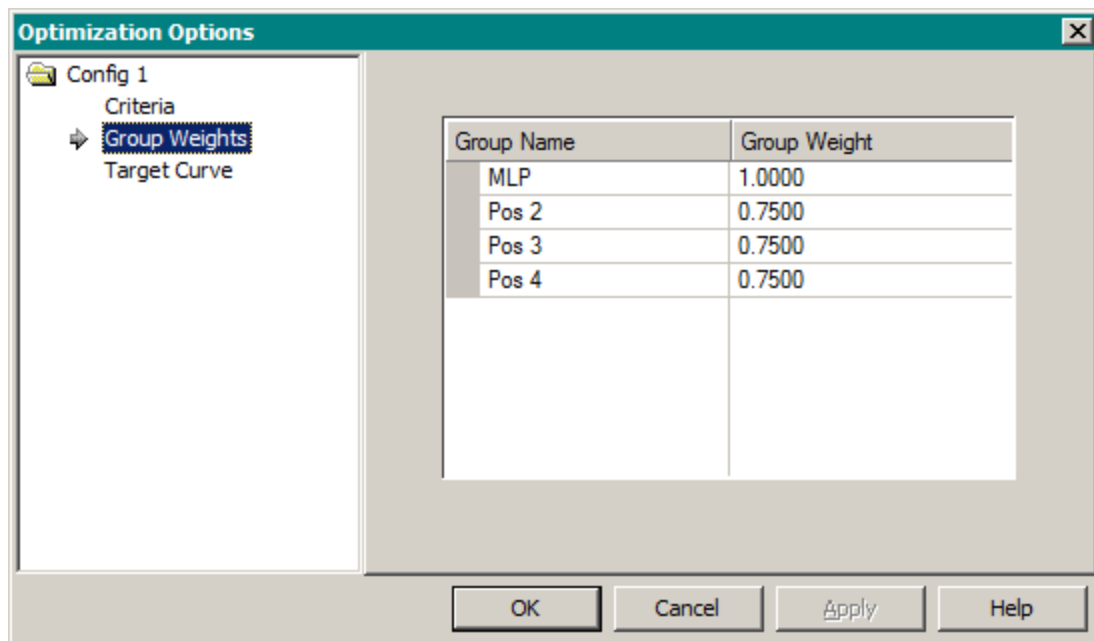 Optimization Options
Config 1
Criteria
Group Weights
Target Curve
Group Name Group Weight
MLP 1.0000
Pos 2 0.7500
Pos 3 0.7500
Pos 4 0.7500
OK Cancel Apply Help